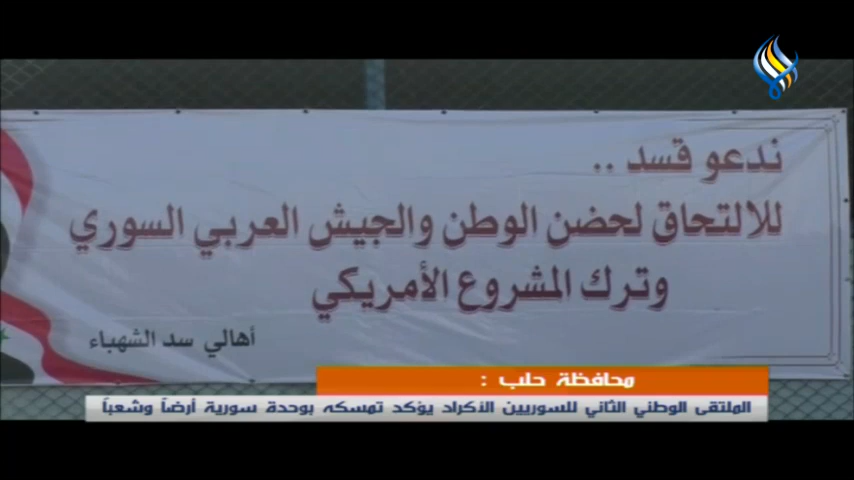 ندعو قسد ..
للالتحاق لحضن الوطن والجيش العربي السوري
وترك المشروع الأمريكي
أهالي سد الشهباء
محافظة حلب :
الملتقى الوطني الثاني للسوريين الأكراد يؤكد تمسكه بوحدة سورية أرضاً وشعباً